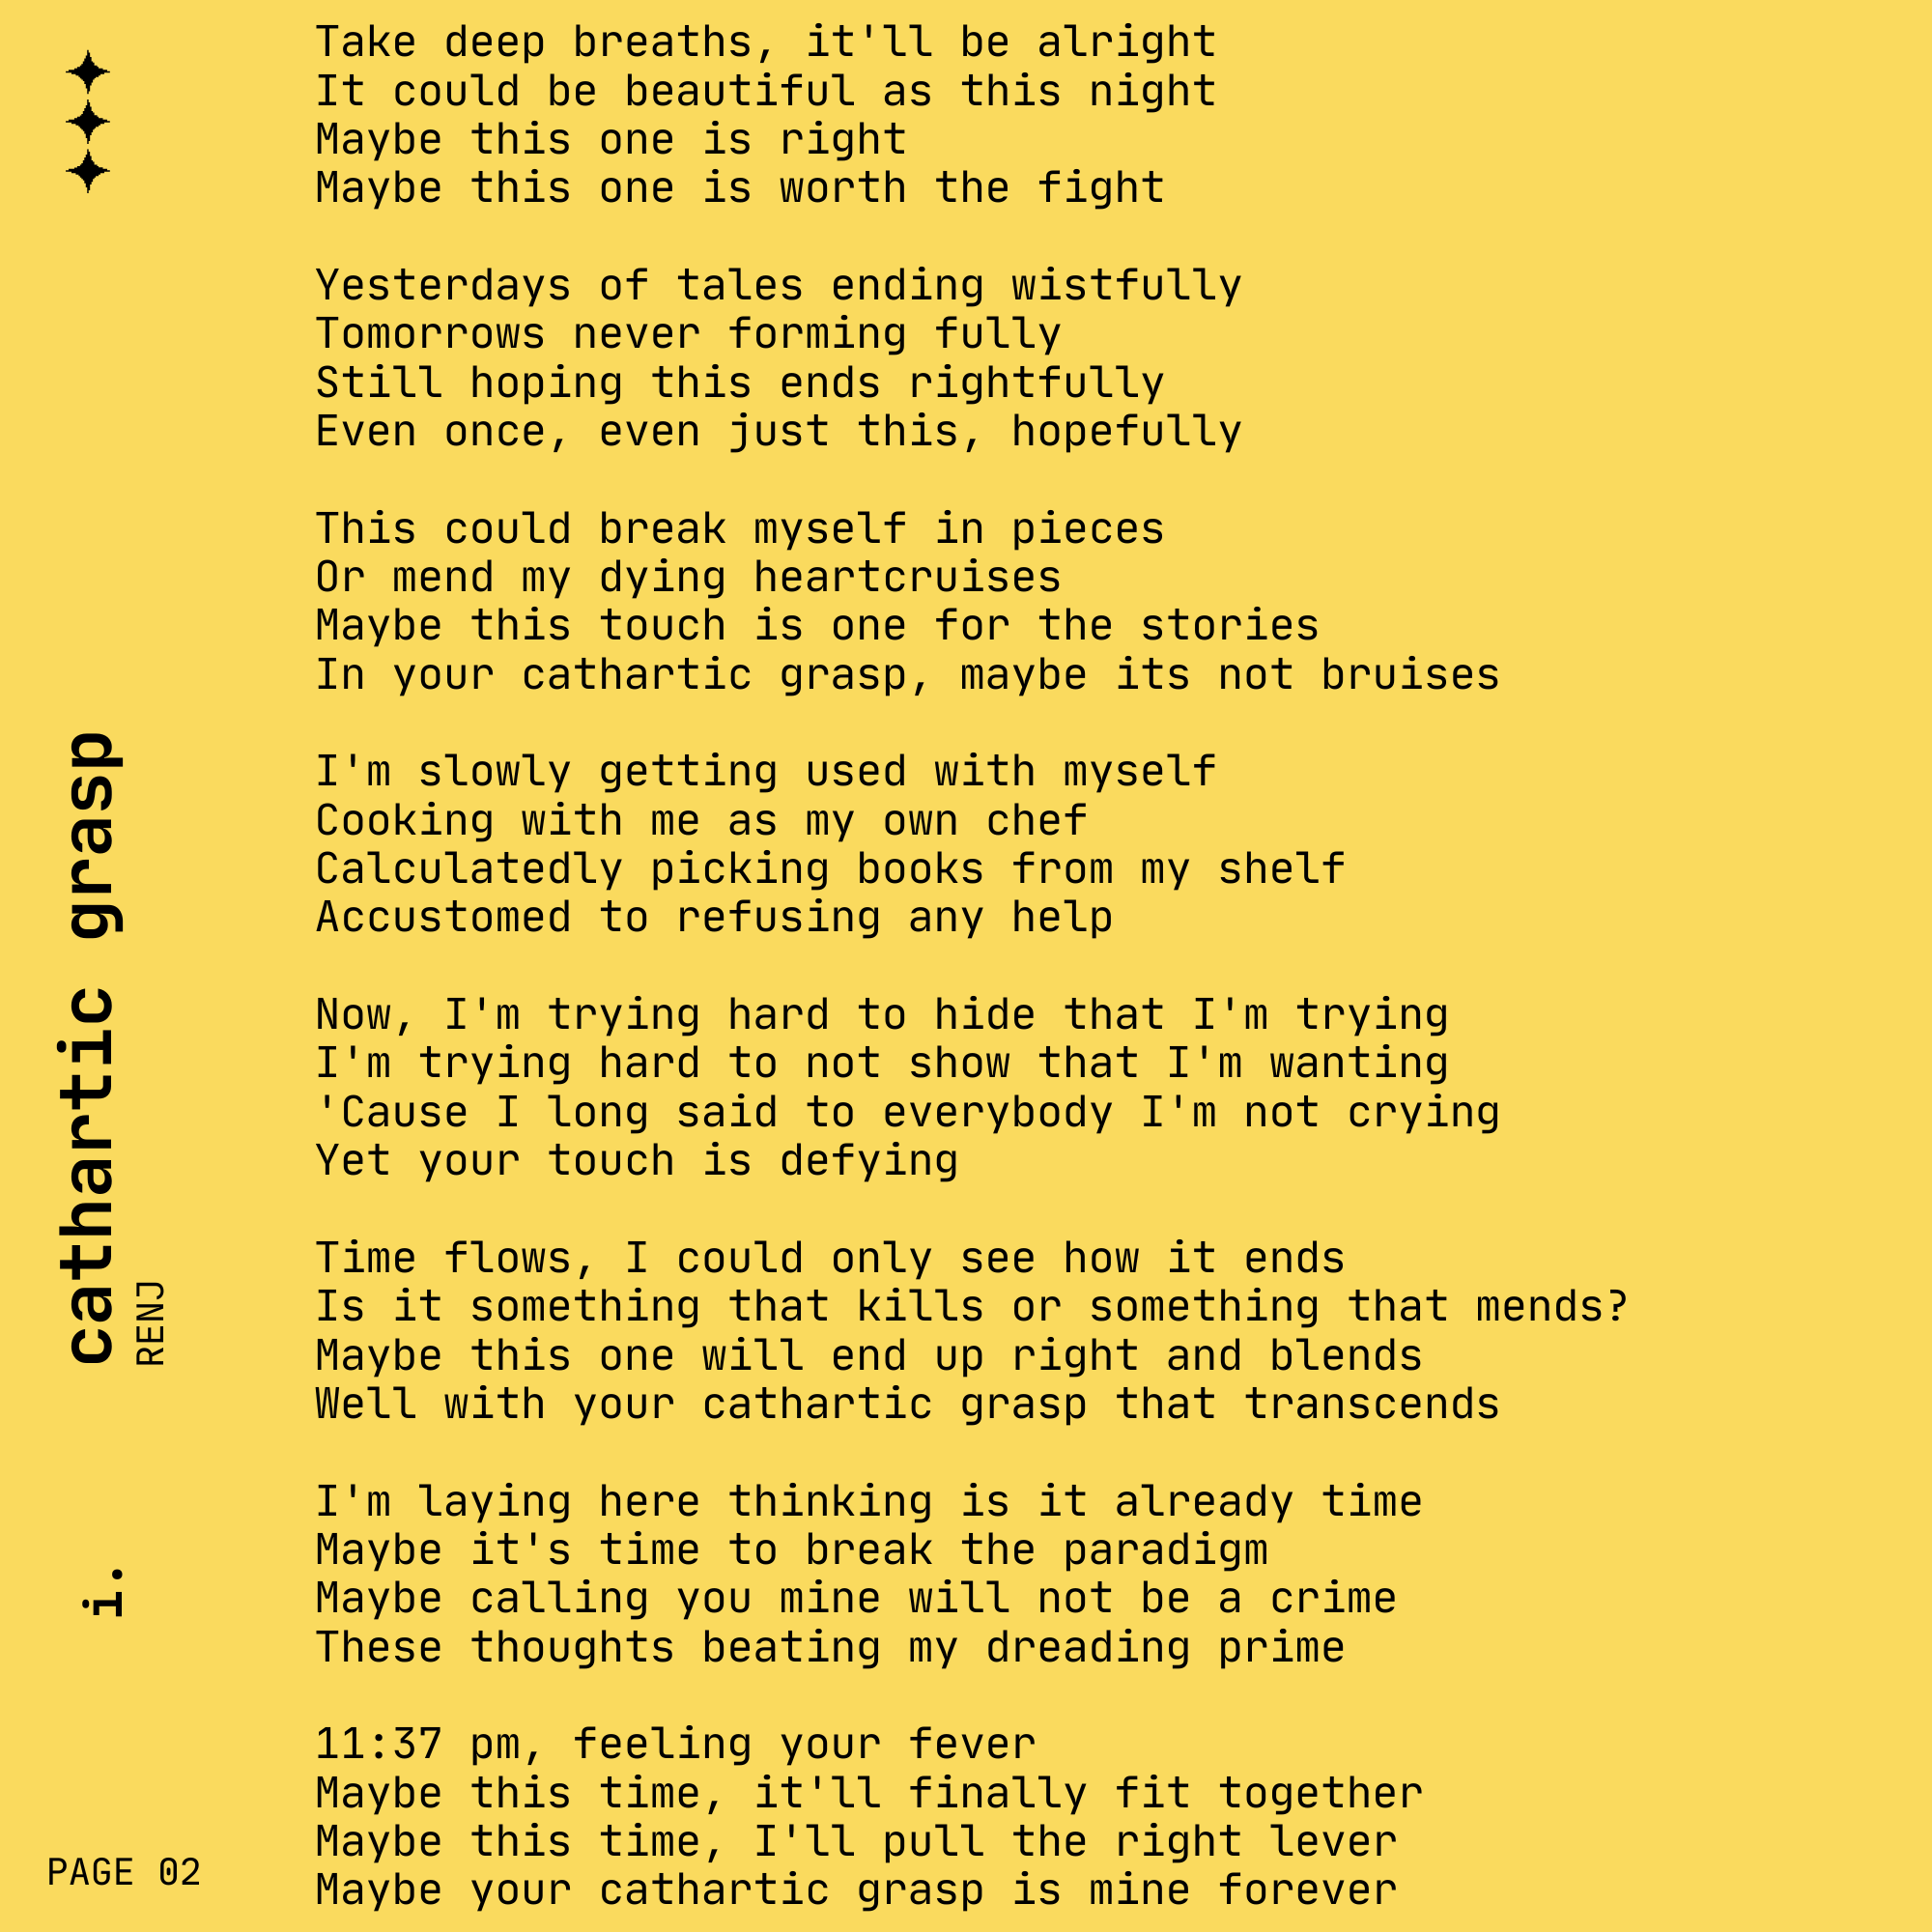 Take deep breaths, it'll be alright
It could be beautiful as this night
Maybe this one is right
Maybe this one is worth the fight

Yesterdays of tales ending wistfully
Tomorrows never forming fully
Still hoping this ends rightfully
Even once, even just this, hopefully

This could break myself in pieces
Or mend my dying heartcruises
Maybe this touch is one for the stories
In your cathartic grasp, maybe its not bruises

I'm slowly getting used with myself
Cooking with me as my own chef
Calculatedly picking books from my shelf
Accustomed to refusing any help

Now, I'm trying hard to hide that I'm trying
I'm trying hard to not show that I'm wanting
'Cause I long said to everybody I'm not crying
Yet your touch is defying

Time flows, I could only see how it ends
Is it something that kills or something that mends?
Maybe this one will end up right and blends
Well with your cathartic grasp that transcends

I'm laying here thinking is it already time
Maybe it's time to break the paradigm
Maybe calling you mine will not be a crime
These thoughts beating my dreading prime

11:37 pm, feeling your fever
Maybe this time, it'll finally fit together
Maybe this time, I'll pull the right lever
Maybe your cathartic grasp is mine forever

cathartic grasp
RENJ
i.
PAGE 02